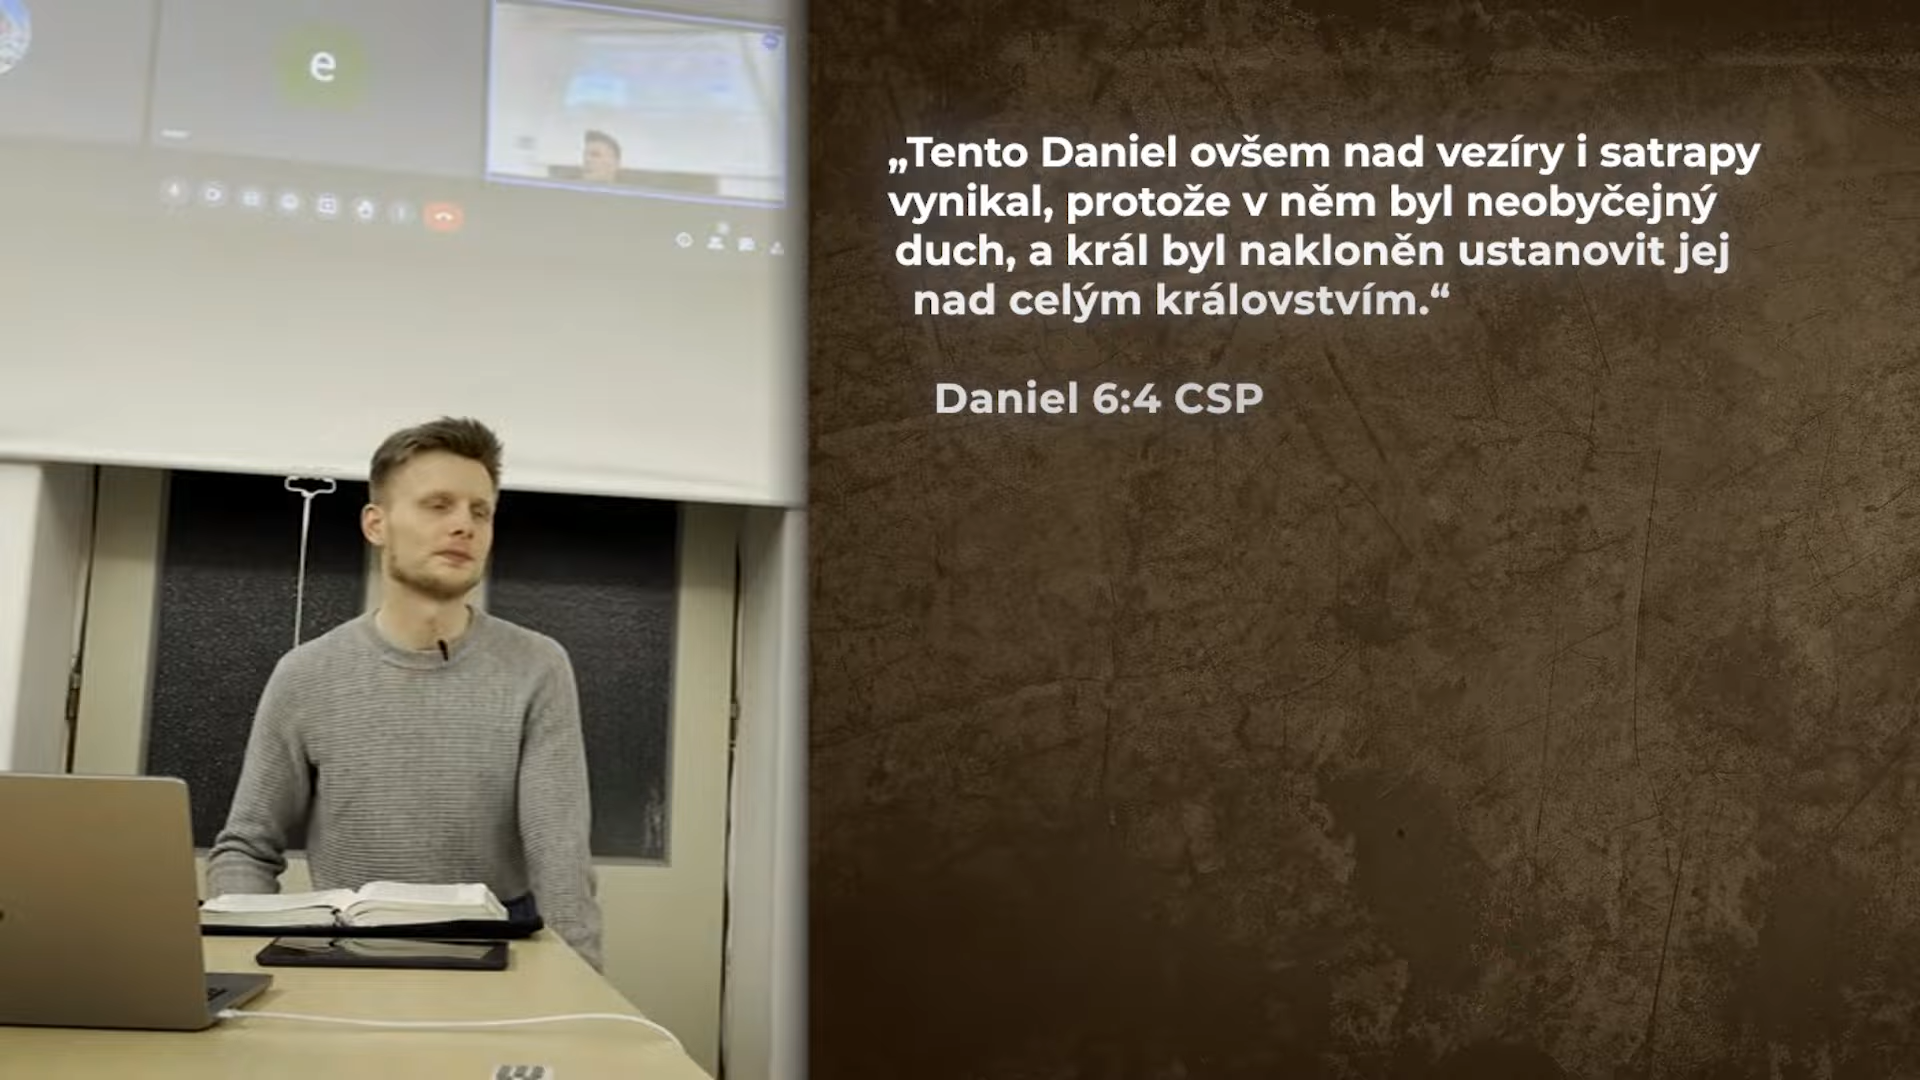 e
„Tento Daniel ovšem nad vezíry i satrapy
vynikal, protože v něm byl neobyčejný
duch, a král byl nakloněn ustanovit jej
nad celým královstvím.“
Daniel 6:4 CSP